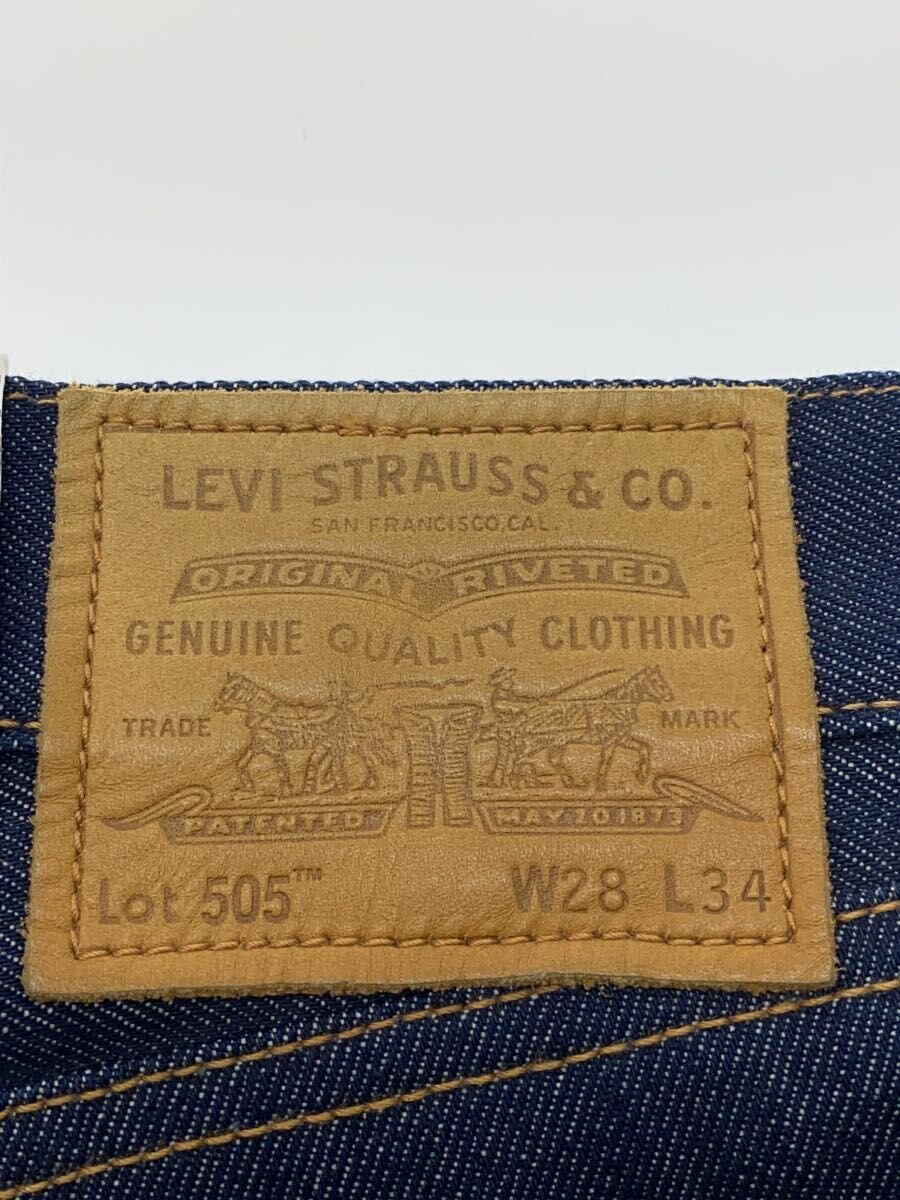 LEVI STRAUSS & CO.
SAN FRANCISCO, CAL.
ORIGINAL RIVETED
GENUINE QUALITY CLOTHING
TRADE MARK
PATENTED MAY 20 1873
Lot 505™ W28 L34